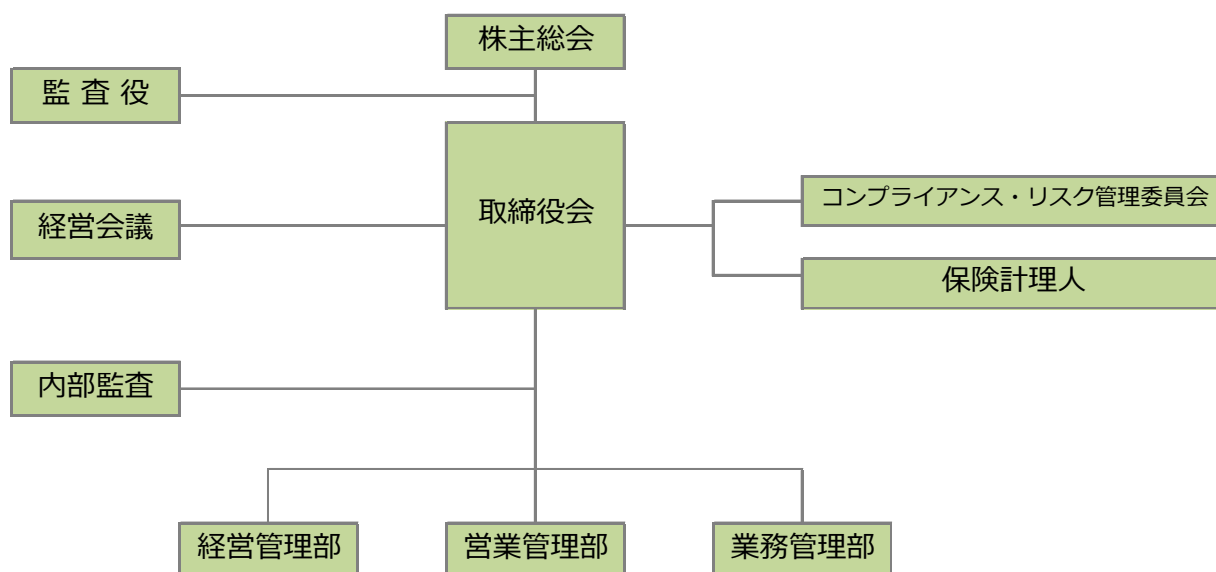 株主総会
監 査 役
取締役会
コンプライアンス・リスク管理委員会
経営会議
保険計理人
内部監査
経営管理部
営業管理部
業務管理部